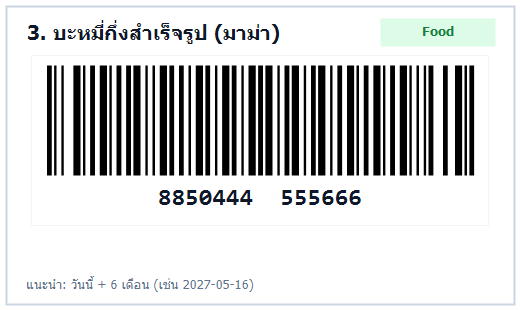 3. บะหมี่กึ่งสำเร็จรูป (มาม่า)
Food
8850444 555666
แนะนำ: วันนี้ + 6 เดือน (เช่น 2027-05-16)